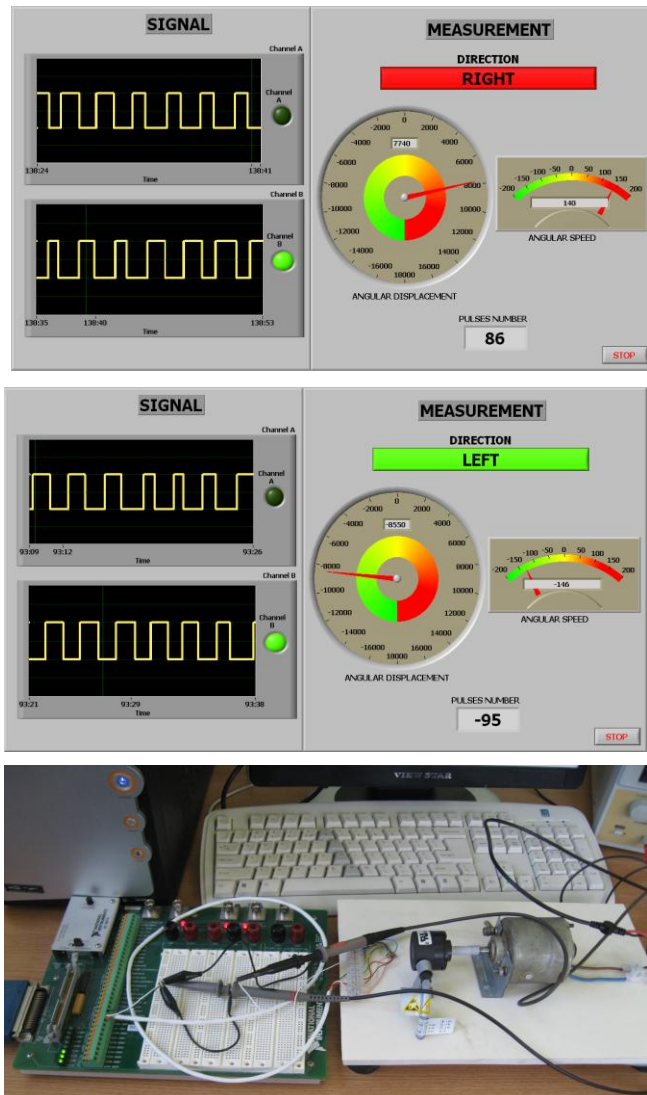 SIGNAL
Channel A
Channel
A
130:24
130:41
Time
Channel B
Channel
B
130:35
130:40
130:53
Time
MEASUREMENT
DIRECTION
RIGHT
0
-2000
2000
-4000
7740
4000
-6000
6000
-8000
8000
-10000
10000
-12000
12000
-14000
14000
-16000
16000
18000
ANGULAR DISPLACEMENT
-200
-150
-100
-50
0
50
100
150
200
140
ANGULAR SPEED
PULSES NUMBER
86
STOP
SIGNAL
Channel A
Channel
A
93:09
93:12
93:26
Time
Channel B
Channel
B
93:21
93:29
93:38
Time
MEASUREMENT
DIRECTION
LEFT
0
-2000
2000
-4000
-8550
4000
-6000
6000
-8000
8000
-10000
10000
-12000
12000
-14000
14000
-16000
16000
18000
ANGULAR DISPLACEMENT
-200
-150
-100
-50
0
50
100
150
200
-146
ANGULAR SPEED
PULSES NUMBER
-95
STOP
VIEW STAR